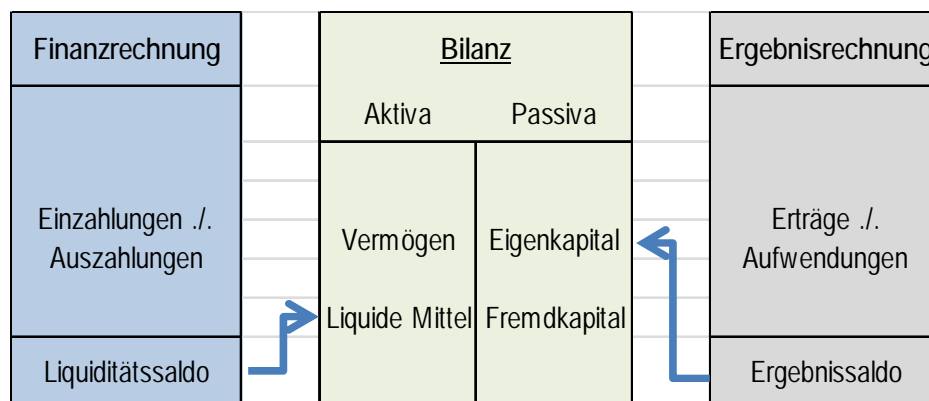 Finanzrechnung
Einzahlungen ./.
Auszahlungen
Liquiditätssaldo
Bilanz
Aktiva Passiva
Vermögen Eigenkapital
Liquide Mittel Fremdkapital
Ergebnisrechnung
Erträge ./.
Aufwendungen
Ergebnissaldo